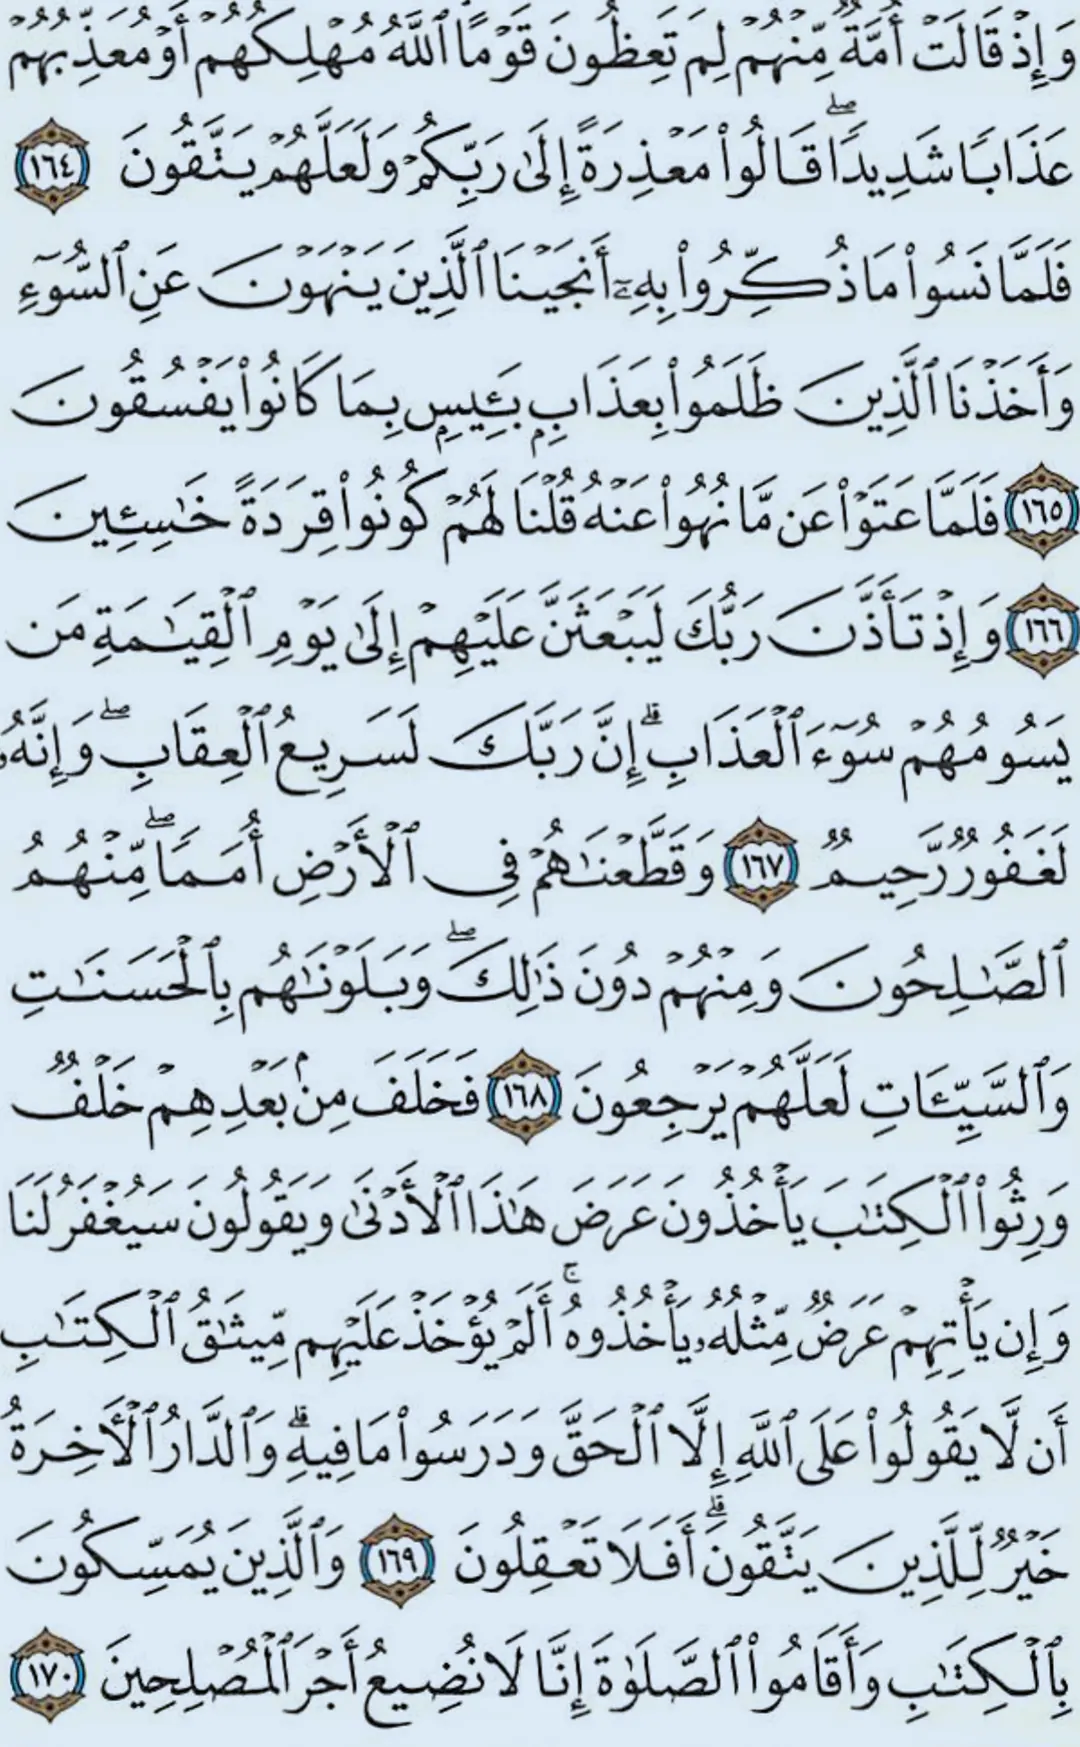 وَإِذْ قَالَتْ أُمَّةٌ مِّنْهُمْ لِمَ تَعِظُونَ قَوْمًا ٱللَّهُ مُهْلِكُهُمْ أَوْ مُعَذِّبُهُمْ
عَذَابًا شَدِيدًا ۖ قَالُوا۟ مَعْذِرَةً إِلَىٰ رَبِّكُمْ وَلَعَلَّهُمْ يَتَّقُونَ ١٦٤
فَلَمَّا نَسُوا۟ مَا ذُكِّرُوا۟ بِهِۦٓ أَنجَيْنَا ٱلَّذِينَ يَنْهَوْنَ عَنِ ٱلسُّوٓءِ
وَأَخَذْنَا ٱلَّذِينَ ظَلَمُوا۟ بِعَذَابٍۭ بَـِٔيسٍۭ بِمَا كَانُوا۟ يَفْسُقُونَ
١٦٥ فَلَمَّا عَتَوْا۟ عَن مَّا نُهُوا۟ عَنْهُ قُلْنَا لَهُمْ كُونُوا۟ قِرَدَةً خَـٰسِـِٔينَ
١٦٦ وَإِذْ تَأَذَّنَ رَبُّكَ لَيَبْعَثَنَّ عَلَيْهِمْ إِلَىٰ يَوْمِ ٱلْقِيَـٰمَةِ مَن
يَسُومُهُمْ سُوٓءَ ٱلْعَذَابِ ۗ إِنَّ رَبَّكَ لَسَرِيعُ ٱلْعِقَابِ ۖ وَإِنَّهُۥ
لَغَفُورٌ رَّحِيمٌ ١٦٧ وَقَطَّعْنَـٰهُمْ فِى ٱلْأَرْضِ أُمَمًا ۖ مِّنْهُمُ
ٱلصَّـٰلِحُونَ وَمِنْهُمْ دُونَ ذَٰلِكَ ۖ وَبَلَوْنَـٰهُم بِٱلْحَسَنَـٰتِ
وَٱلسَّيِّـَٔاتِ لَعَلَّهُمْ يَرْجِعُونَ ١٦٨ فَخَلَفَ مِنۢ بَعْدِهِمْ خَلْفٌ
وَرِثُوا۟ ٱلْكِتَـٰبَ يَأْخُذُونَ عَرَضَ هَـٰذَا ٱلْأَدْنَىٰ وَيَقُولُونَ سَيُغْفَرُ لَنَا
وَإِن يَأْتِهِمْ عَرَضٌ مِّثْلُهُۥ يَأْخُذُوهُ ۚ أَلَمْ يُؤْخَذْ عَلَيْهِم مِّيثَـٰقُ ٱلْكِتَـٰبِ
أَن لَّا يَقُولُوا۟ عَلَى ٱللَّهِ إِلَّا ٱلْحَقَّ وَدَرَسُوا۟ مَا فِيهِ ۗ وَٱلدَّارُ ٱلْـَٔاخِرَةُ
خَيْرٌ لِّلَّذِينَ يَتَّقُونَ ۗ أَفَلَا تَعْقِلُونَ ١٦٩ وَٱلَّذِينَ يُمَسِّكُونَ
بِٱلْكِتَـٰبِ وَأَقَامُوا۟ ٱلصَّلَوٰةَ إِنَّا لَا نُضِيعُ أَجْرَ ٱلْمُصْلِحِينَ ١٧٠